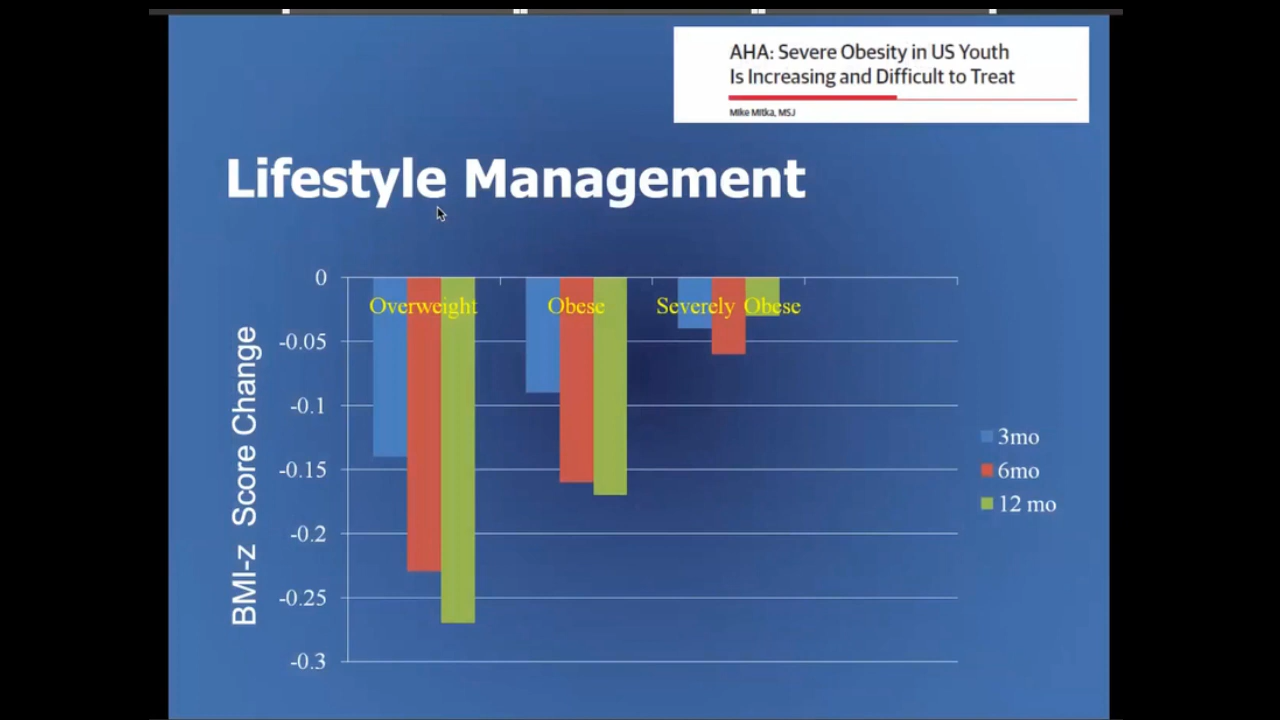 AHA: Severe Obesity in US Youth
Is Increasing and Difficult to Treat
Mike Mitka, MSJ
Lifestyle Management
BMI-z Score Change
0
-0.05
-0.1
-0.15
-0.2
-0.25
-0.3
Overweight
Obese
Severely Obese
3mo
6mo
12 mo